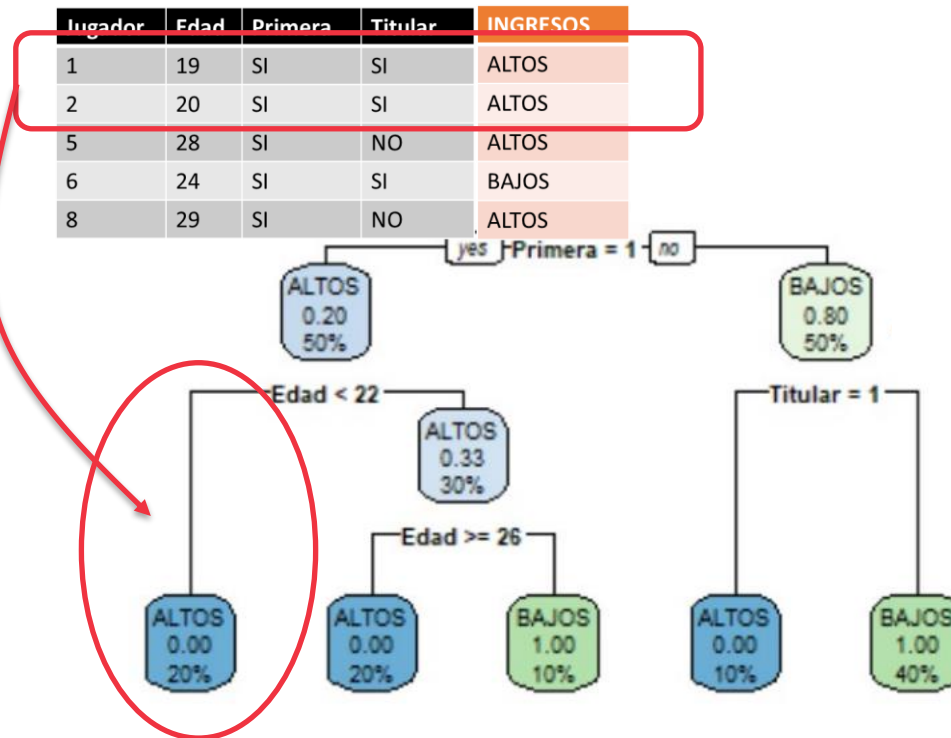 Jugador Edad Primera Titular INGRESOS
1 19 SI SI ALTOS
2 20 SI SI ALTOS
5 28 SI NO ALTOS
6 24 SI SI BAJOS
8 29 SI NO ALTOS
yes Primera = 1 no
ALTOS
0.20
50%
BAJOS
0.80
50%
Edad < 22
Titular = 1
ALTOS
0.33
30%
Edad >= 26
ALTOS
0.00
20%
ALTOS
0.00
20%
BAJOS
1.00
10%
ALTOS
0.00
10%
BAJOS
1.00
40%